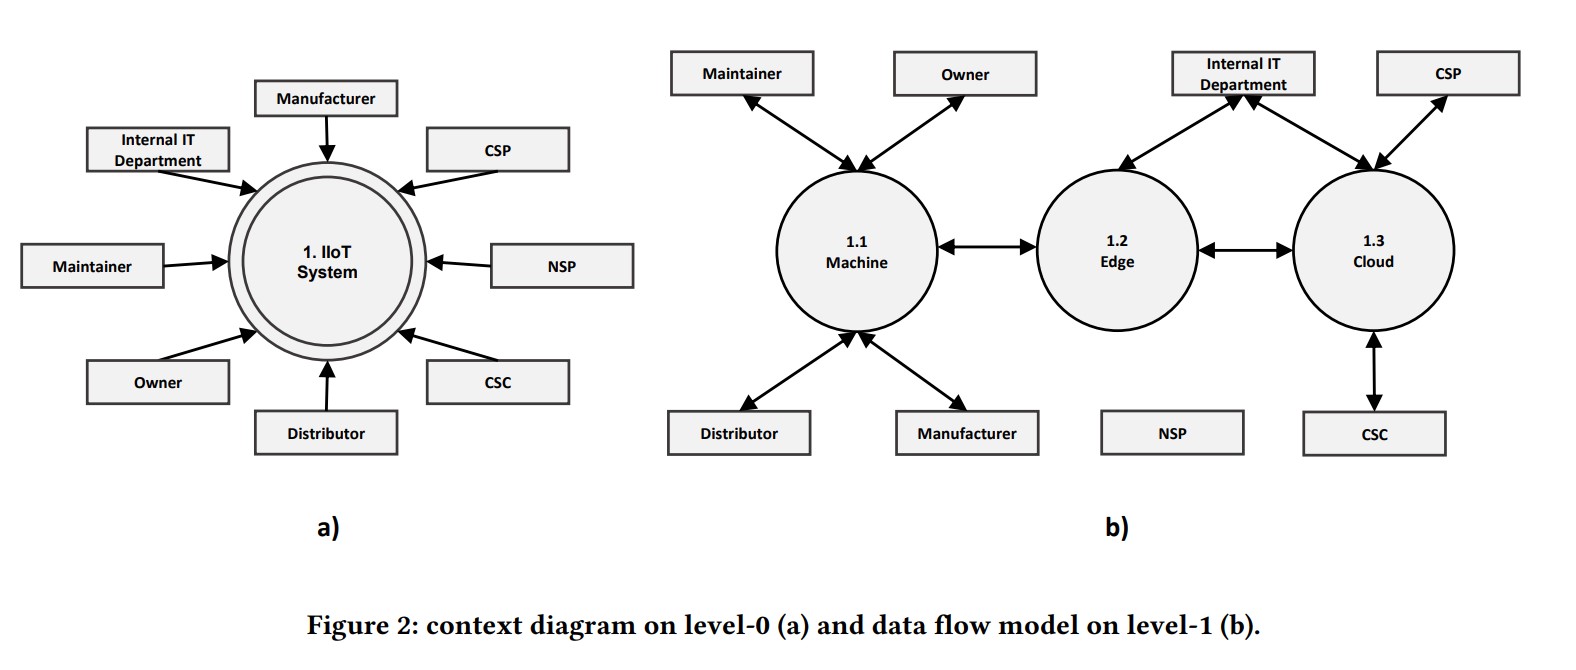 Manufacturer
Internal IT
Department
CSP
Maintainer
1. IIoT
System
NSP
Owner
CSC
Distributor
a)
Maintainer
Owner
Internal IT
Department
CSP
1.1
Machine
1.2
Edge
1.3
Cloud
Distributor
Manufacturer
NSP
CSC
b)
Figure 2: context diagram on level-0 (a) and data flow model on level-1 (b).